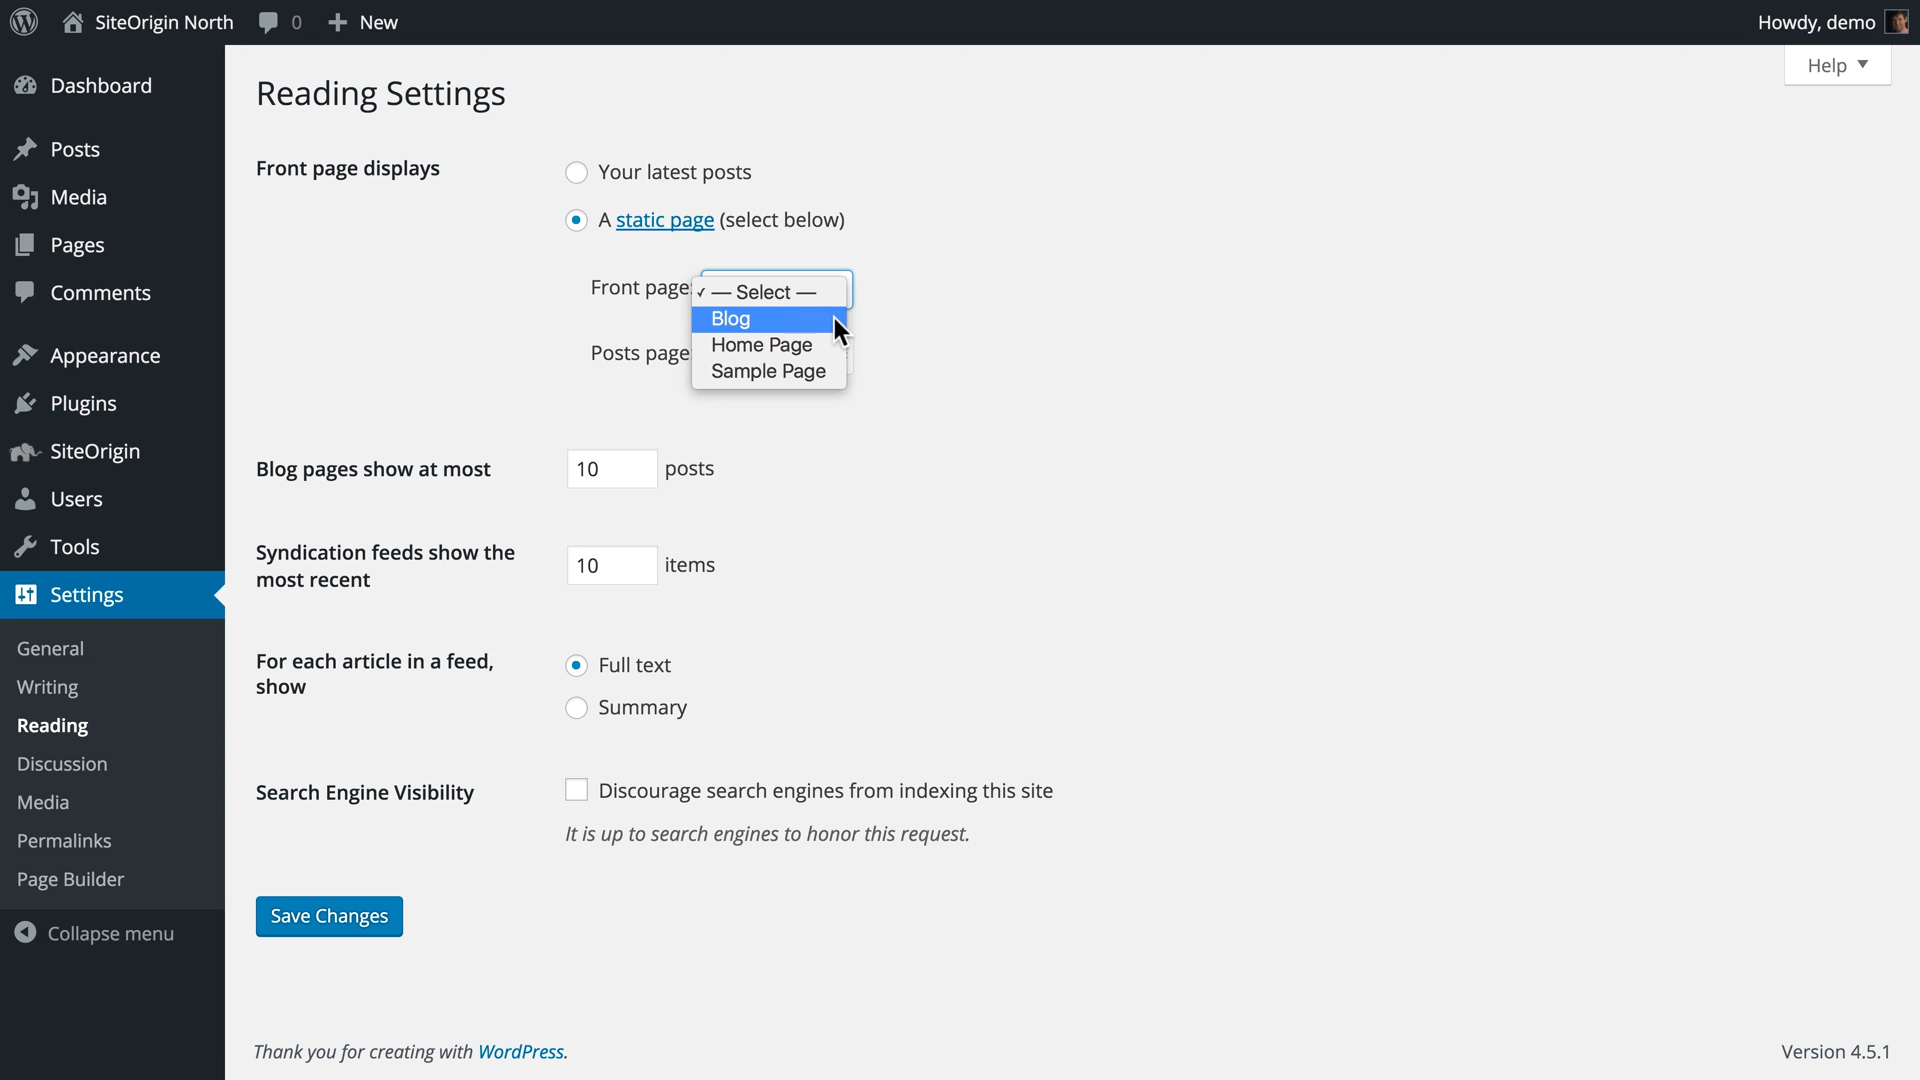 SiteOrigin North 0 + New Howdy, demo
Help ▼
Dashboard
Posts
Media
Pages
Comments
Appearance
Plugins
SiteOrigin
Users
Tools
Settings
General
Writing
Reading
Discussion
Media
Permalinks
Page Builder
Collapse menu
Reading Settings
Front page displays
Your latest posts
A static page (select below)
Front page:
✓ — Select —
Blog
Home Page
Sample Page
Posts page
Blog pages show at most
10 posts
Syndication feeds show the
most recent
10 items
For each article in a feed,
show
Full text
Summary
Search Engine Visibility
Discourage search engines from indexing this site
It is up to search engines to honor this request.
Save Changes
Thank you for creating with WordPress.
Version 4.5.1